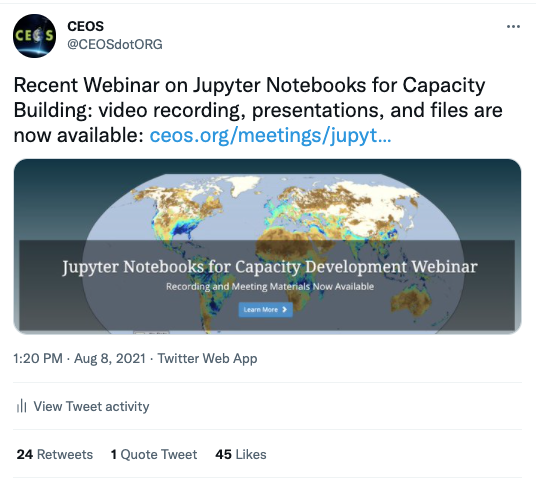 CEOS
CEOS
@CEOSdotORG
Recent Webinar on Jupyter Notebooks for Capacity
Building: video recording, presentations, and files are
now available: ceos.org/meetings/jupyt...
Jupyter Notebooks for Capacity Development Webinar
Recording and Meeting Materials Now Available
Learn More >
1:20 PM · Aug 8, 2021 · Twitter Web App
View Tweet activity
24 Retweets 1 Quote Tweet 45 Likes